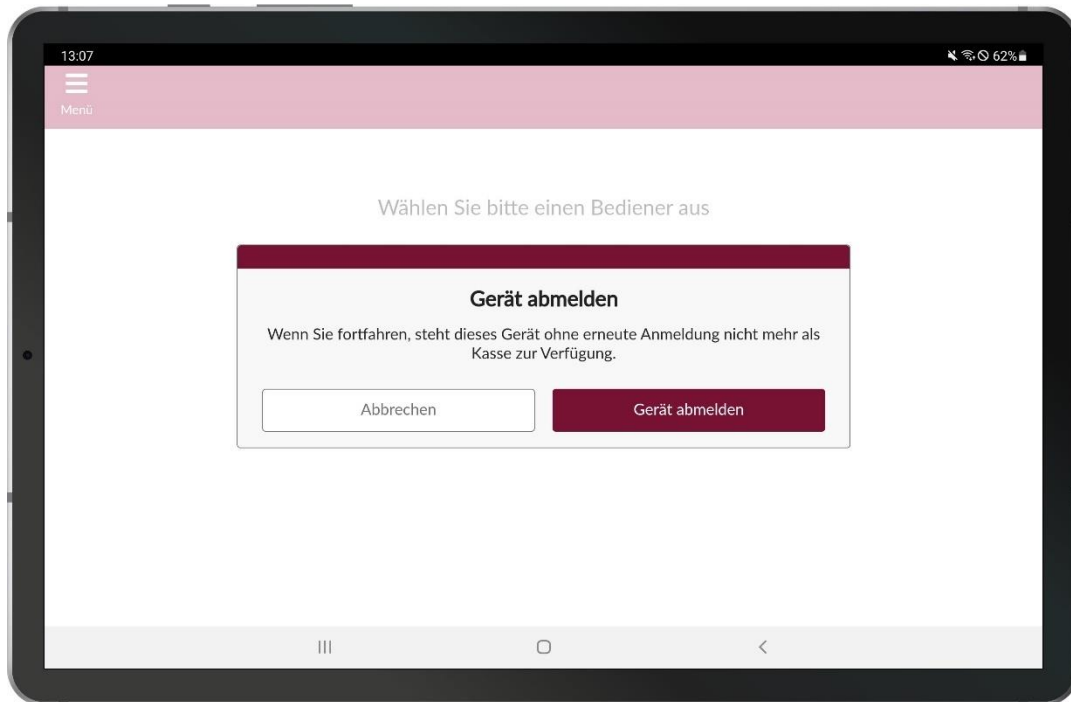 13:07
62%
Menü
Wählen Sie bitte einen Bediener aus
Gerät abmelden
Wenn Sie fortfahren, steht dieses Gerät ohne erneute Anmeldung nicht mehr als
Kasse zur Verfügung.
Abbrechen
Gerät abmelden